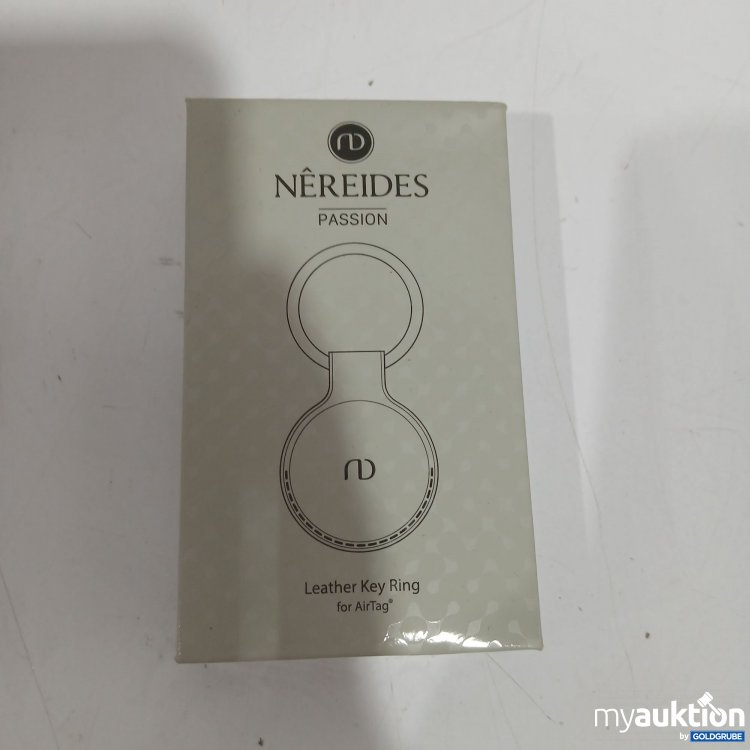 NÊREIDES
PASSION
Leather Key Ring
for AirTag®
myauktion
by GOLDGRUBE